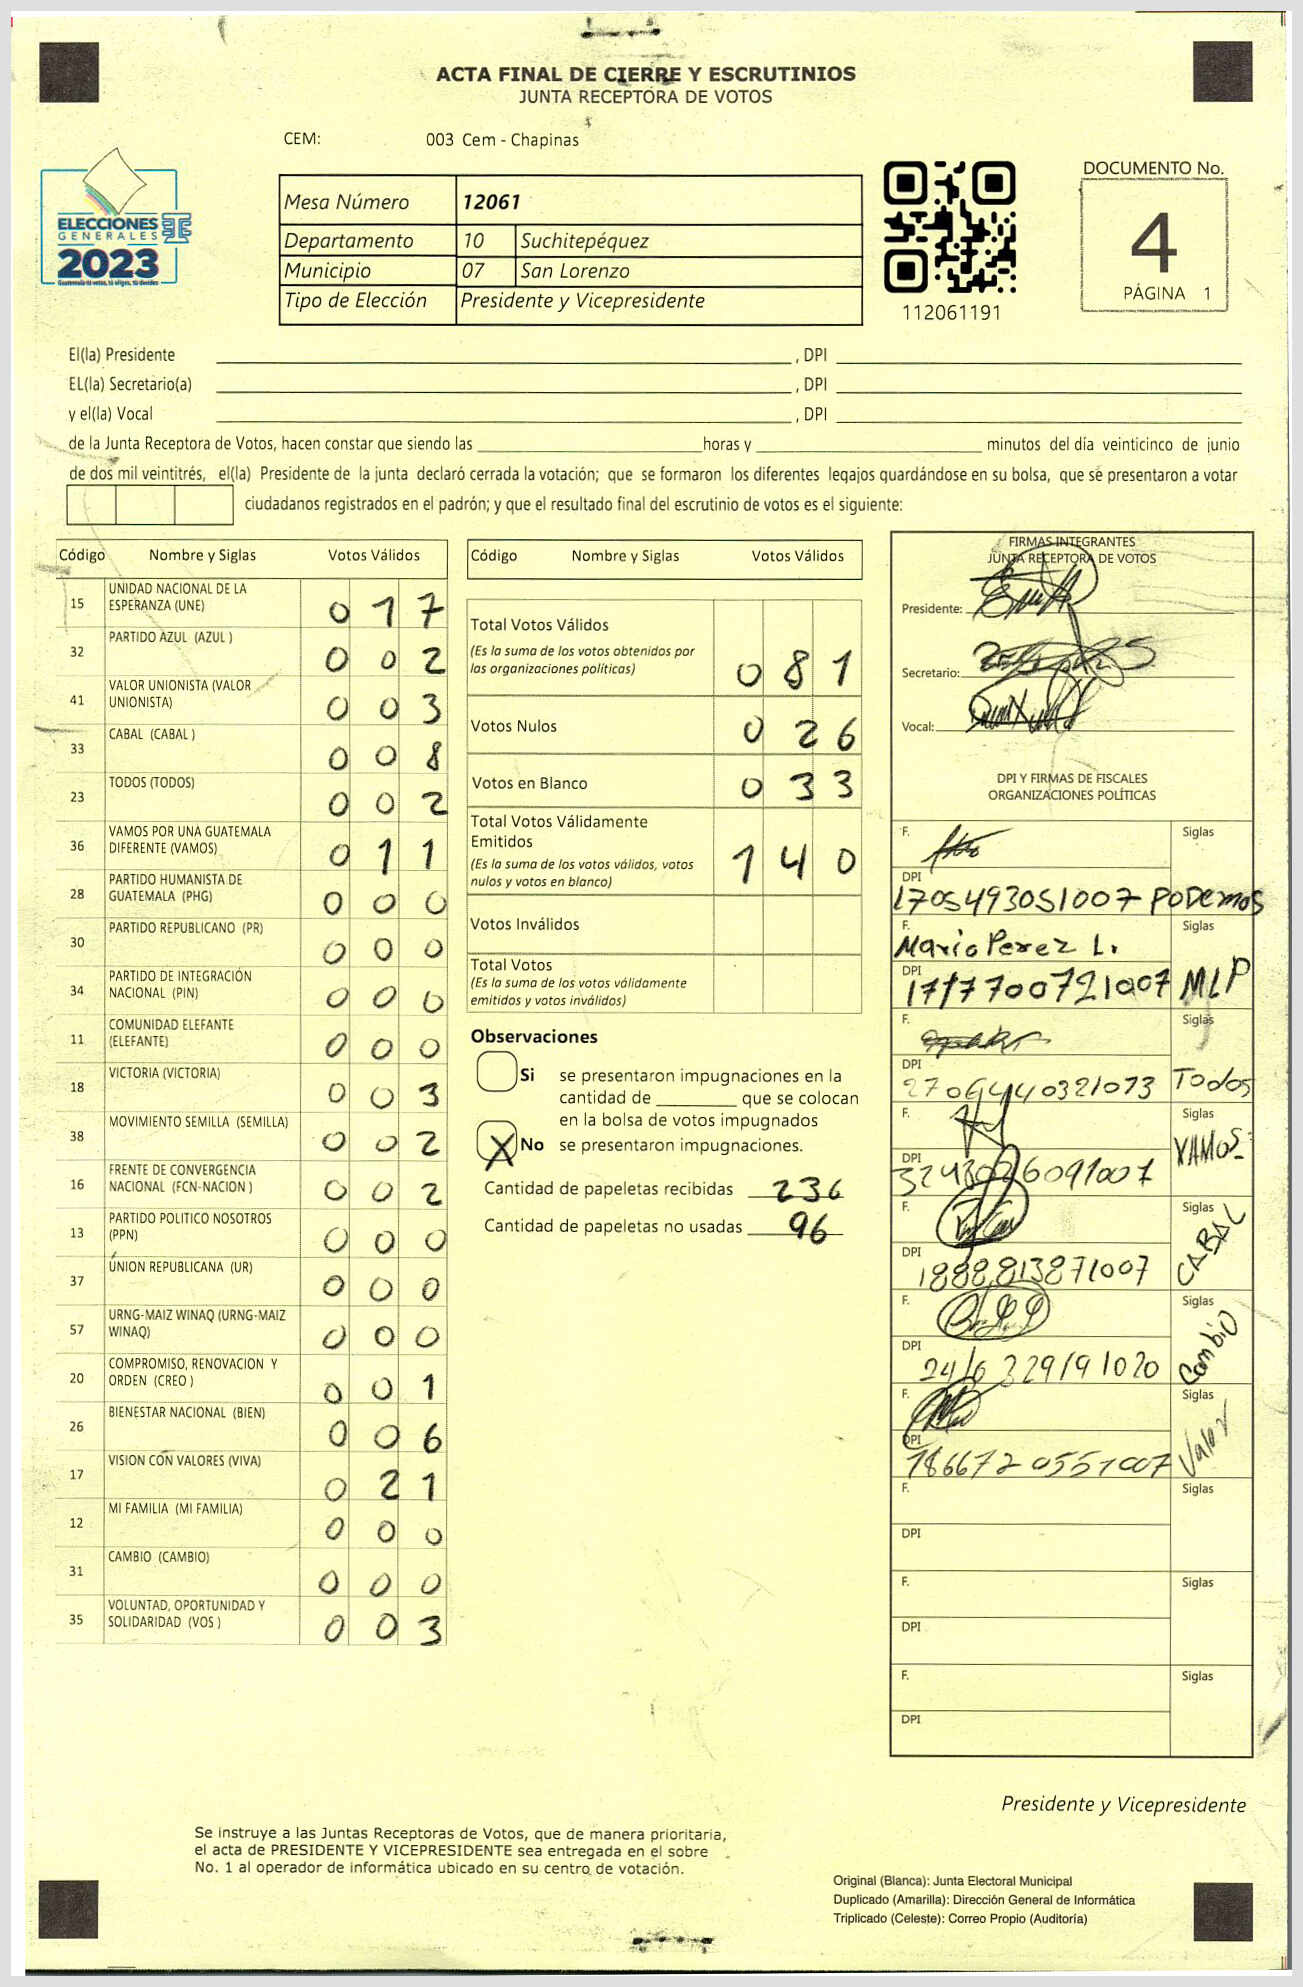 ACTA FINAL DE CIERRE Y ESCRUTINIOS
JUNTA RECEPTORA DE VOTOS
CEM: 003 Cem - Chapinas
ELECCIONES
GENERALES
2023
Mesa Número 12061
Departamento 10 Suchitepéquez
Municipio 07 San Lorenzo
Tipo de Elección Presidente y Vicepresidente
112061191
DOCUMENTO No.
4
PÁGINA 1
El(la) Presidente , DPI
EL(la) Secretario(a) , DPI
y el(la) Vocal , DPI
de la Junta Receptora de Votos, hacen constar que siendo las horas y minutos del día veinticinco de junio
de dos mil veintitrés, el(la) Presidente de la junta declaró cerrada la votación; que se formaron los diferentes legajos guardándose en su bolsa, que se presentaron a votar
ciudadanos registrados en el padrón; y que el resultado final del escrutinio de votos es el siguiente:
Código Nombre y Siglas Votos Válidos
15 UNIDAD NACIONAL DE LA ESPERANZA (UNE) 0 1 7
32 PARTIDO AZUL (AZUL ) 0 0 2
41 VALOR UNIONISTA (VALOR UNIONISTA) 0 0 3
33 CABAL (CABAL ) 0 0 8
23 TODOS (TODOS) 0 0 2
36 VAMOS POR UNA GUATEMALA DIFERENTE (VAMOS) 0 1 1
28 PARTIDO HUMANISTA DE GUATEMALA (PHG) 0 0 0
30 PARTIDO REPUBLICANO (PR) 0 0 0
34 PARTIDO DE INTEGRACIÓN NACIONAL (PIN) 0 0 0
11 COMUNIDAD ELEFANTE (ELEFANTE) 0 0 0
18 VICTORIA (VICTORIA) 0 0 3
38 MOVIMIENTO SEMILLA (SEMILLA) 0 0 2
16 FRENTE DE CONVERGENCIA NACIONAL (FCN-NACION ) 0 0 2
13 PARTIDO POLITICO NOSOTROS (PPN) 0 0 0
37 UNION REPUBLICANA (UR) 0 0 0
57 URNG-MAIZ WINAQ (URNG-MAIZ WINAQ) 0 0 0
20 COMPROMISO, RENOVACION Y ORDEN (CREO ) 0 0 1
26 BIENESTAR NACIONAL (BIEN) 0 0 6
17 VISION CON VALORES (VIVA) 0 2 1
12 MI FAMILIA (MI FAMILIA) 0 0 0
31 CAMBIO (CAMBIO) 0 0 0
35 VOLUNTAD, OPORTUNIDAD Y SOLIDARIDAD (VOS ) 0 0 3
Código Nombre y Siglas Votos Válidos
Total Votos Válidos
(Es la suma de los votos obtenidos por
las organizaciones políticas) 0 8 1
Votos Nulos 0 2 6
Votos en Blanco 0 3 3
Total Votos Válidamente
Emitidos
(Es la suma de los votos válidos, votos
nulos y votos en blanco) 1 4 0
Votos Inválidos
Total Votos
(Es la suma de los votos válidamente
emitidos y votos inválidos)
Observaciones
Si se presentaron impugnaciones en la
cantidad de que se colocan
en la bolsa de votos impugnados
X No se presentaron impugnaciones.
Cantidad de papeletas recibidas 236
Cantidad de papeletas no usadas 96
FIRMAS INTEGRANTES
JUNTA RECEPTORA DE VOTOS
Presidente:
Secretario:
Vocal:
DPI Y FIRMAS DE FISCALES
ORGANIZACIONES POLÍTICAS
F. Siglas
DPI
1705493051007 PODEMOS
F. Siglas
Mario Perez L.
DPI
1717700721007 MLP
F. Siglas
DPI
2706440321073 Todos
F. Siglas
VAMOS
DPI
F. Siglas
CABAL
DPI
1888813871007
F. Siglas
Cambio
DPI
2416329191020
F. Siglas
Valor
DPI
1866720551007
F. Siglas
DPI
F. Siglas
DPI
F. Siglas
DPI
Presidente y Vicepresidente
Se instruye a las Juntas Receptoras de Votos, que de manera prioritaria,
el acta de PRESIDENTE Y VICEPRESIDENTE sea entregada en el sobre
No. 1 al operador de informática ubicado en su centro de votación.
Original (Blanca): Junta Electoral Municipal
Duplicado (Amarilla): Dirección General de Informática
Triplicado (Celeste): Correo Propio (Auditoría)